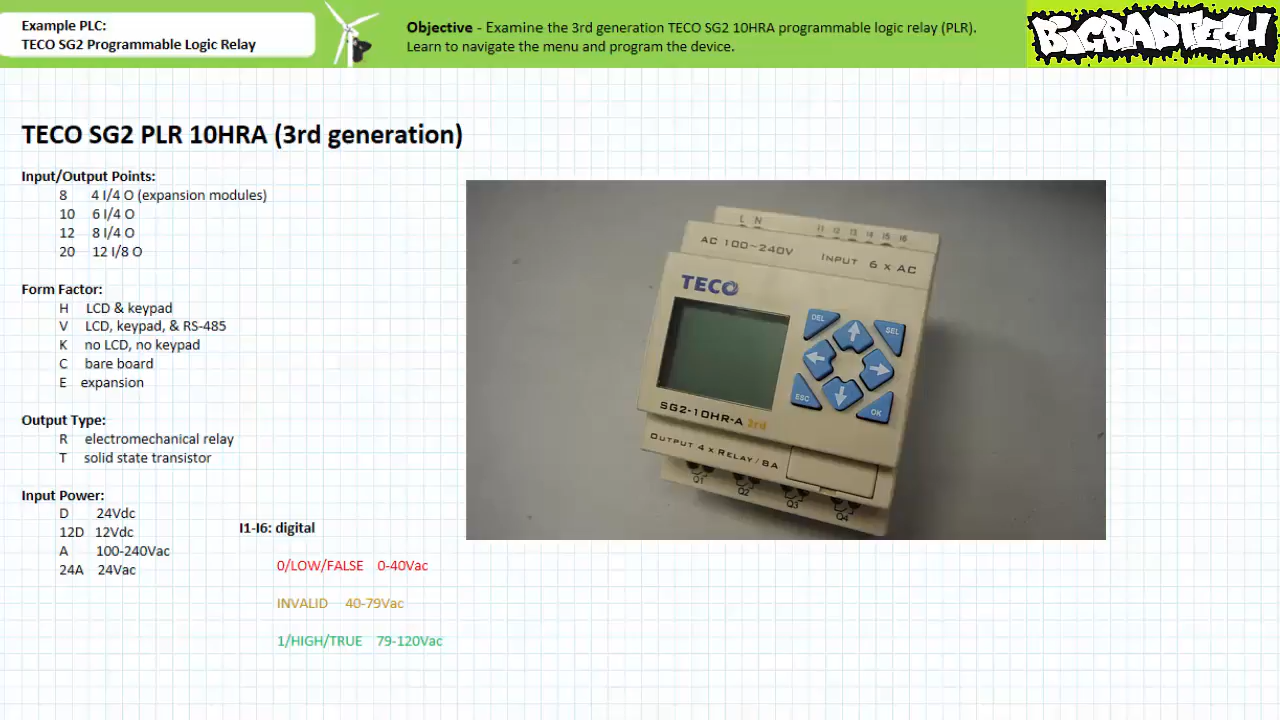 Example PLC:
TECO SG2 Programmable Logic Relay
Objective - Examine the 3rd generation TECO SG2 10HRA programmable logic relay (PLR).
Learn to navigate the menu and program the device.
BIGBADTECH
TECO SG2 PLR 10HRA (3rd generation)
Input/Output Points:
8 4 I/4 O (expansion modules)
10 6 I/4 O
12 8 I/4 O
20 12 I/8 O
Form Factor:
H LCD & keypad
V LCD, keypad, & RS-485
K no LCD, no keypad
C bare board
E expansion
Output Type:
R electromechanical relay
T solid state transistor
Input Power:
D 24Vdc
12D 12Vdc
A 100-240Vac
24A 24Vac
I1-I6: digital
0/LOW/FALSE 0-40Vac
INVALID 40-79Vac
1/HIGH/TRUE 79-120Vac
L N
I1 I2 I3 I4 I5 I6
AC 100~240V INPUT 6 x AC
TECO
DEL SEL
ESC OK
SG2-10HR-A 3rd
OUTPUT 4 x RELAY / 8A
Q1 Q2 Q3 Q4